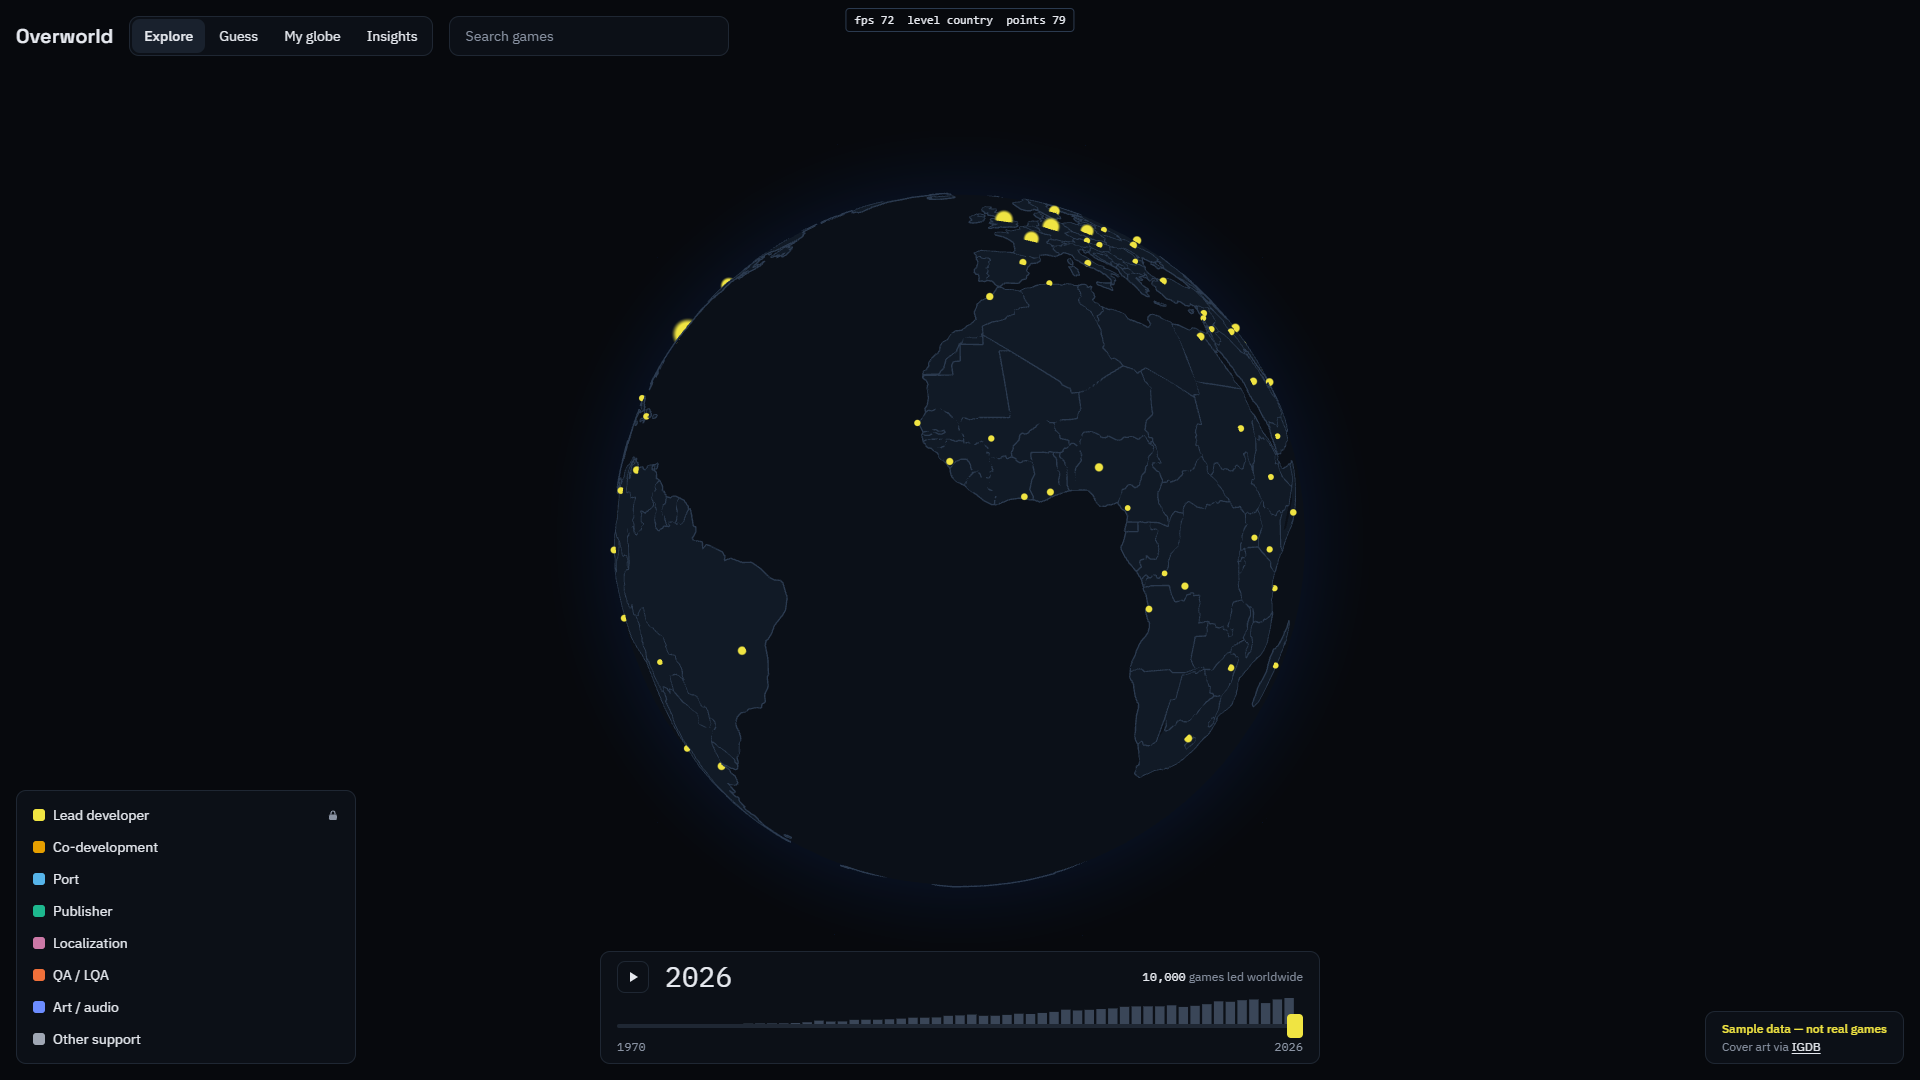 Overworld
Explore
Guess
My globe
Insights
Search games
fps 72 level country points 79
Lead developer
Co-development
Port
Publisher
Localization
QA / LQA
Art / audio
Other support
2026
10,000 games led worldwide
1970
2026
Sample data — not real games
Cover art via IGDB